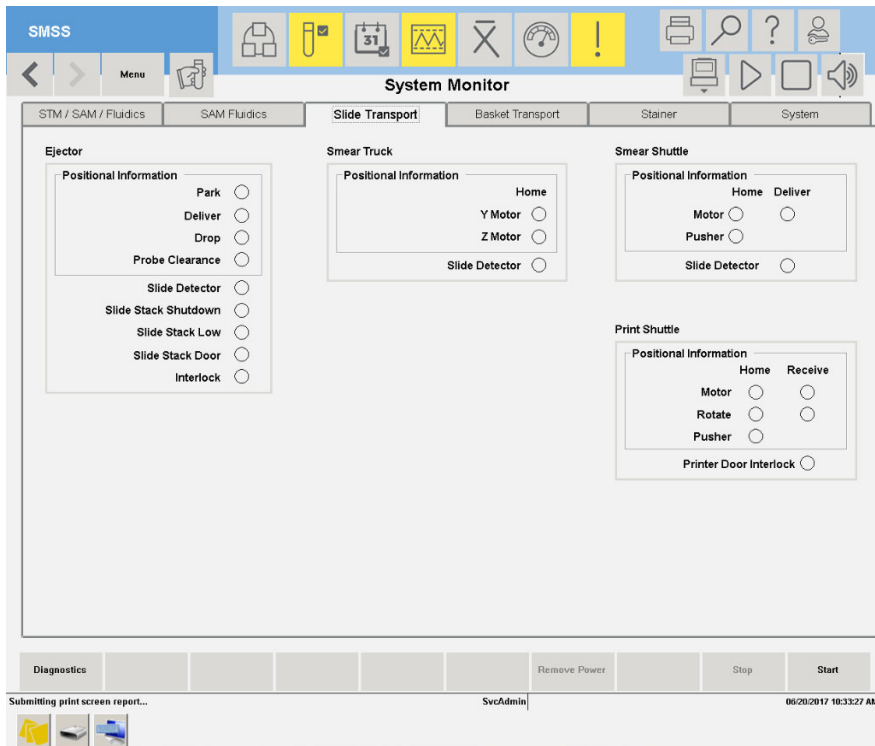 SMSS
31
?
!
Menu
System Monitor
STM / SAM / Fluidics
SAM Fluidics
Slide Transport
Basket Transport
Stainer
System
Ejector
Positional Information
Park
Deliver
Drop
Probe Clearance
Slide Detector
Slide Stack Shutdown
Slide Stack Low
Slide Stack Door
Interlock
Smear Truck
Positional Information
Home
Y Motor
Z Motor
Slide Detector
Smear Shuttle
Positional Information
Home Deliver
Motor
Pusher
Slide Detector
Print Shuttle
Positional Information
Home Receive
Motor
Rotate
Pusher
Printer Door Interlock
Diagnostics
Remove Power
Stop
Start
Submitting print screen report...
SvcAdmin
06/20/2017 10:33:27 AM